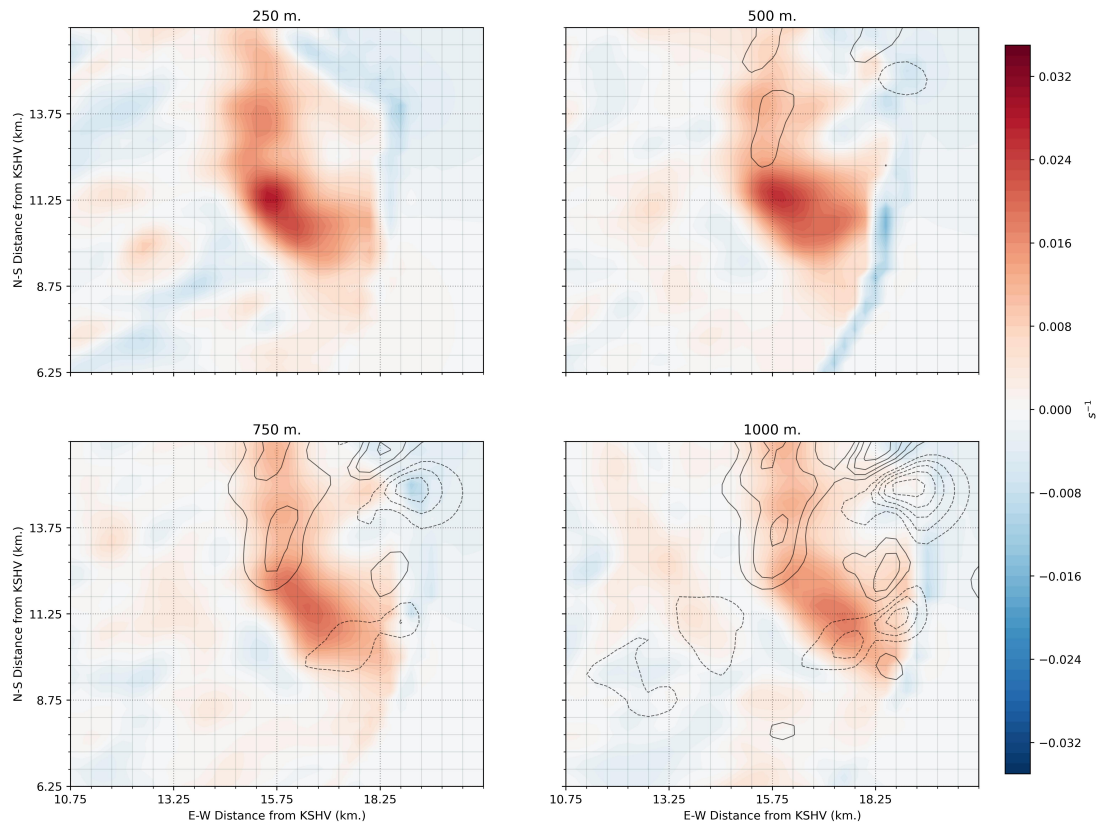 250 m.
500 m.
N-S Distance from KSHV (km.)
13.75
11.25
8.75
6.25
750 m.
1000 m.
N-S Distance from KSHV (km.)
13.75
11.25
8.75
6.25
10.75 13.25 15.75 18.25
E-W Distance from KSHV (km.)
10.75 13.25 15.75 18.25
E-W Distance from KSHV (km.)
0.032
0.024
0.016
0.008
0.000
−0.008
−0.016
−0.024
−0.032
s⁻¹